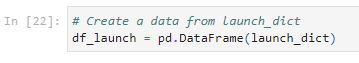 In [22]:
# Create a data from launch_dict
df_launch = pd.DataFrame(launch_dict)